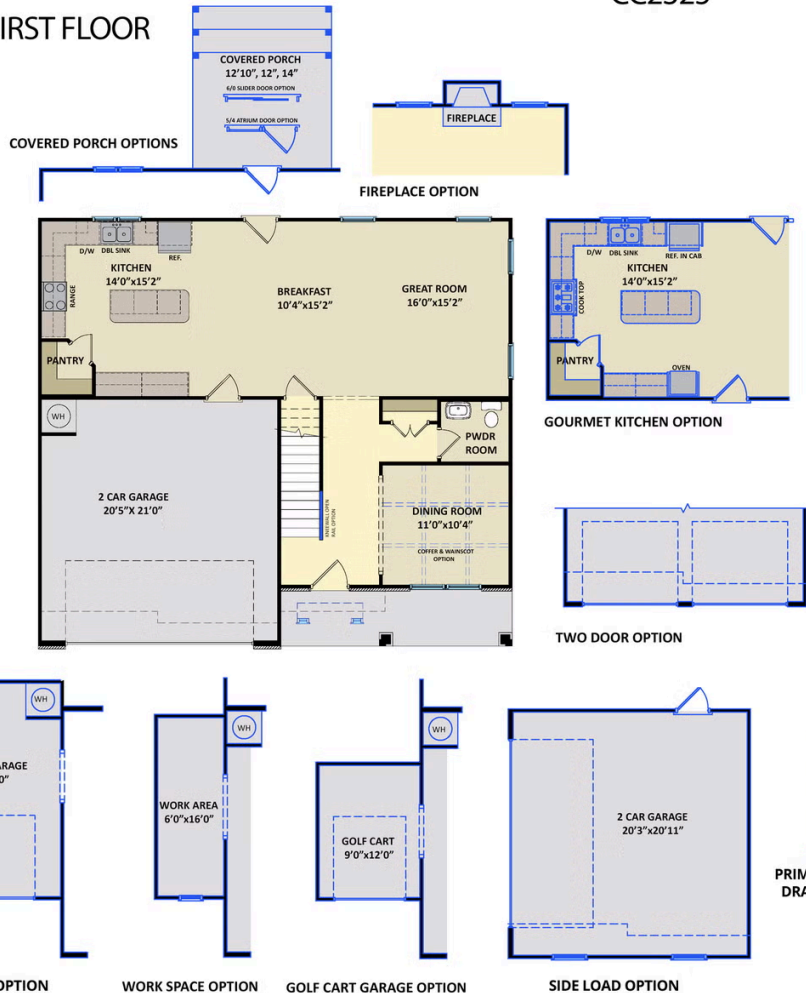 IRST FLOOR
CC2525
COVERED PORCH
12'10", 12", 14"
6/0 SLIDER DOOR OPTION
5/4 ATRIUM DOOR OPTION
COVERED PORCH OPTIONS
FIREPLACE
FIREPLACE OPTION
D/W
DBL SINK
REF.
KITCHEN
14'0"x15'2"
RANGE
BREAKFAST
10'4"x15'2"
GREAT ROOM
16'0"x15'2"
PANTRY
WH
PWDR
ROOM
2 CAR GARAGE
20'5"X 21'0"
KNEEWALL OPEN
RAIL OPTION
DINING ROOM
11'0"x10'4"
COFFER & WAINSCOT
OPTION
D/W
DBL SINK
REF. IN CAB
KITCHEN
14'0"x15'2"
COOK TOP
PANTRY
OVEN
GOURMET KITCHEN OPTION
TWO DOOR OPTION
WH
ARAGE
0"
OPTION
WH
WORK AREA
6'0"x16'0"
WORK SPACE OPTION
WH
GOLF CART
9'0"x12'0"
GOLF CART GARAGE OPTION
2 CAR GARAGE
20'3"x20'11"
SIDE LOAD OPTION
PRIM
DRA